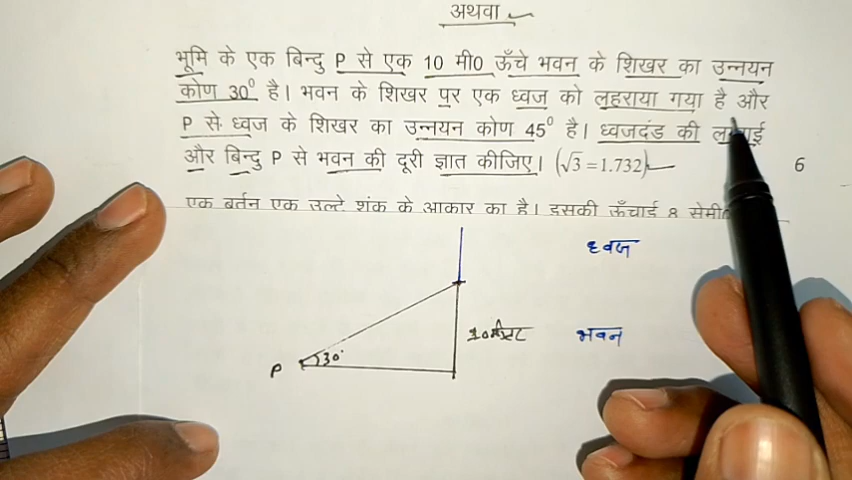 अथवा
भूमि के एक बिन्दु P से एक 10 मी0 ऊँचे भवन के शिखर का उन्नयन
कोण 30⁰ है। भवन के शिखर पर एक ध्वज को लहराया गया है और
P से ध्वज के शिखर का उन्नयन कोण 45⁰ है। ध्वजदंड की
और बिन्दु P से भवन की दूरी ज्ञात कीजिए। (√3=1.732) 6
एक बर्तन एक उल्टे शंकु के आकार का है। इसकी ऊँचाई 8 सेमी
ध्वज
10मीटर भवन
P 30°